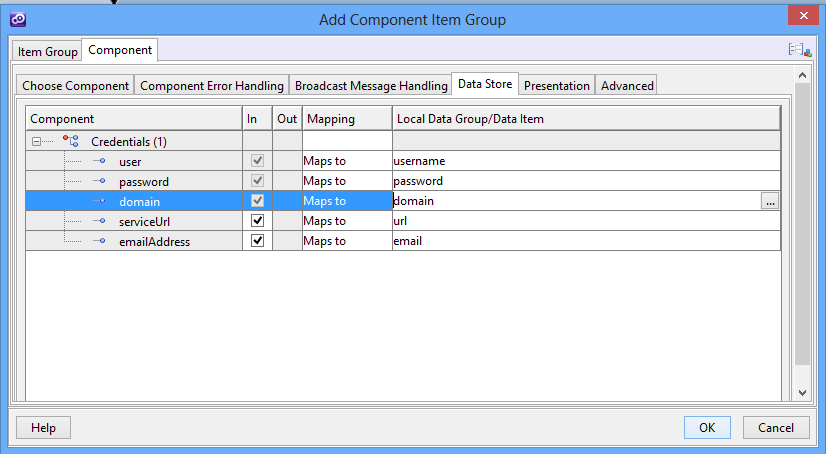 Add Component Item Group
Item Group Component
Choose Component Component Error Handling Broadcast Message Handling Data Store Presentation Advanced
Component In Out Mapping Local Data Group/Data Item
Credentials (1)
user Maps to username
password Maps to password
domain Maps to domain ...
serviceUrl Maps to url
emailAddress Maps to email
Help OK Cancel